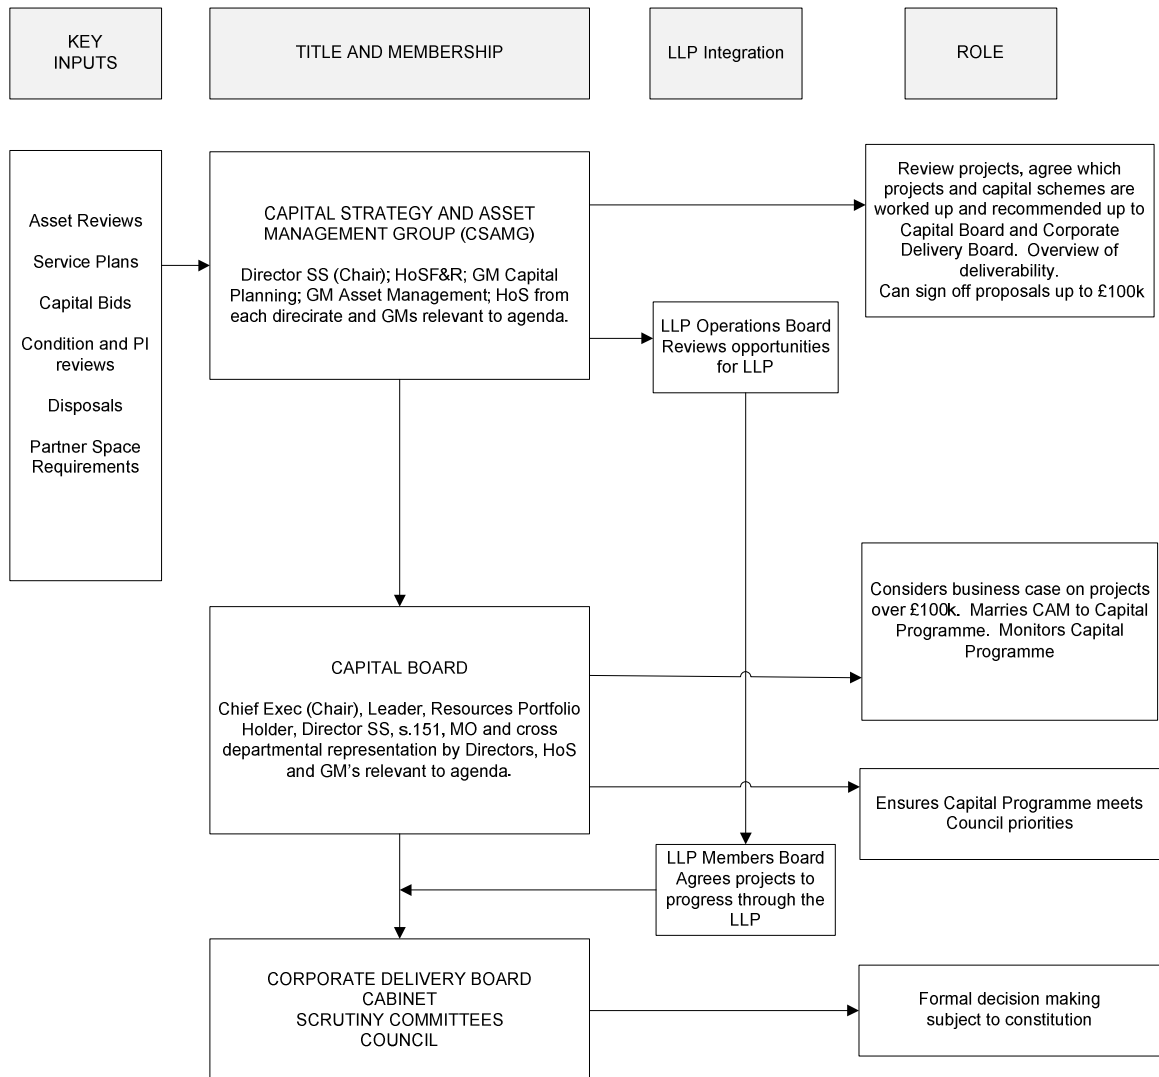 KEY
INPUTS
TITLE AND MEMBERSHIP
LLP Integration
ROLE
Asset Reviews
Service Plans
Capital Bids
Condition and PI
reviews
Disposals
Partner Space
Requirements
CAPITAL STRATEGY AND ASSET
MANAGEMENT GROUP (CSAMG)
Director SS (Chair); HoSF&R; GM Capital
Planning; GM Asset Management; HoS from
each direcirate and GMs relevant to agenda.
Review projects, agree which
projects and capital schemes are
worked up and recommended up to
Capital Board and Corporate
Delivery Board.  Overview of
deliverability.
Can sign off proposals up to £100k
LLP Operations Board
Reviews opportunities
for LLP
CAPITAL BOARD
Chief Exec (Chair), Leader, Resources Portfolio
Holder, Director SS, s.151, MO and cross
departmental representation by Directors, HoS
and GM's relevant to agenda.
Considers business case on projects
over £100k.  Marries CAM to Capital
Programme.  Monitors Capital
Programme
Ensures Capital Programme meets
Council priorities
LLP Members Board
Agrees projects to
progress through the
LLP
CORPORATE DELIVERY BOARD
CABINET
SCRUTINY COMMITTEES
COUNCIL
Formal decision making
subject to constitution